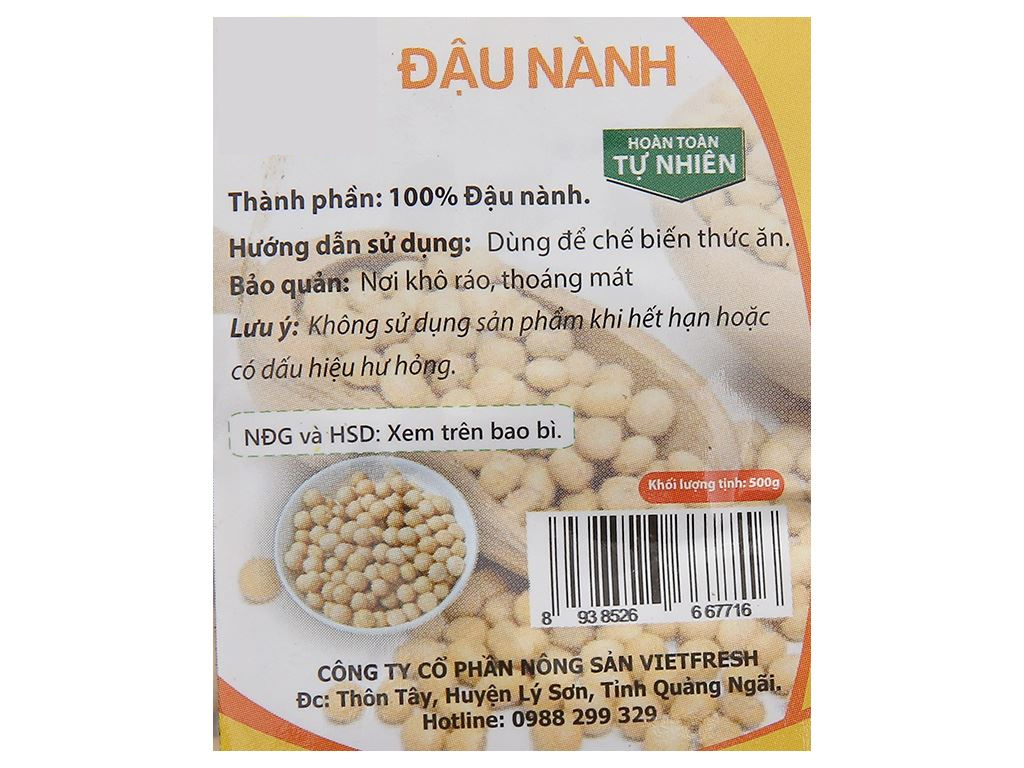 ĐẬU NÀNH
HOÀN TOÀN
TỰ NHIÊN
Thành phần: 100% Đậu nành.
Hướng dẫn sử dụng: Dùng để chế biến thức ăn.
Bảo quản: Nơi khô ráo, thoáng mát
Lưu ý: Không sử dụng sản phẩm khi hết hạn hoặc
có dấu hiệu hư hỏng.
NĐG và HSD: Xem trên bao bì.
Khối lượng tịnh: 500g
8 93 8526 6 67716
CÔNG TY CỔ PHẦN NÔNG SẢN VIETFRESH
Đc: Thôn Tây, Huyện Lý Sơn, Tỉnh Quảng Ngãi.
Hotline: 0988 299 329